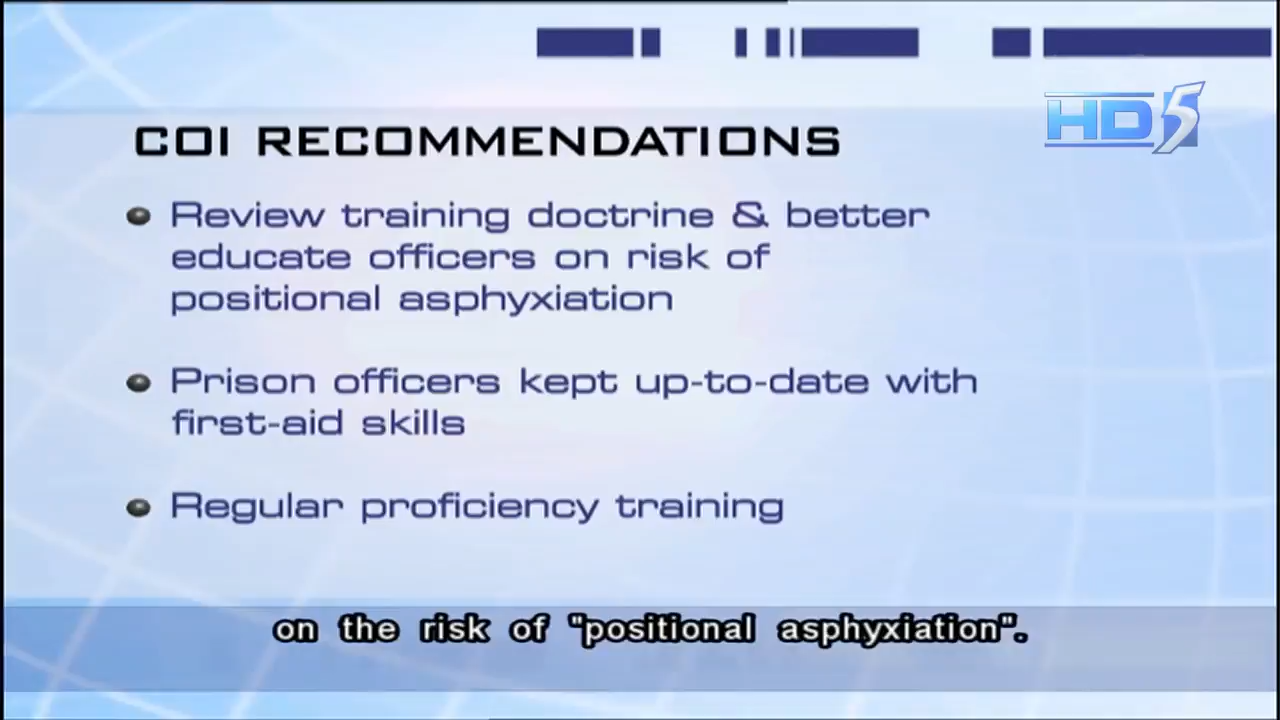 HD5
COI RECOMMENDATIONS
Review training doctrine & better
educate officers on risk of
positional asphyxiation
Prison officers kept up-to-date with
first-aid skills
Regular proficiency training
on the risk of "positional asphyxiation".